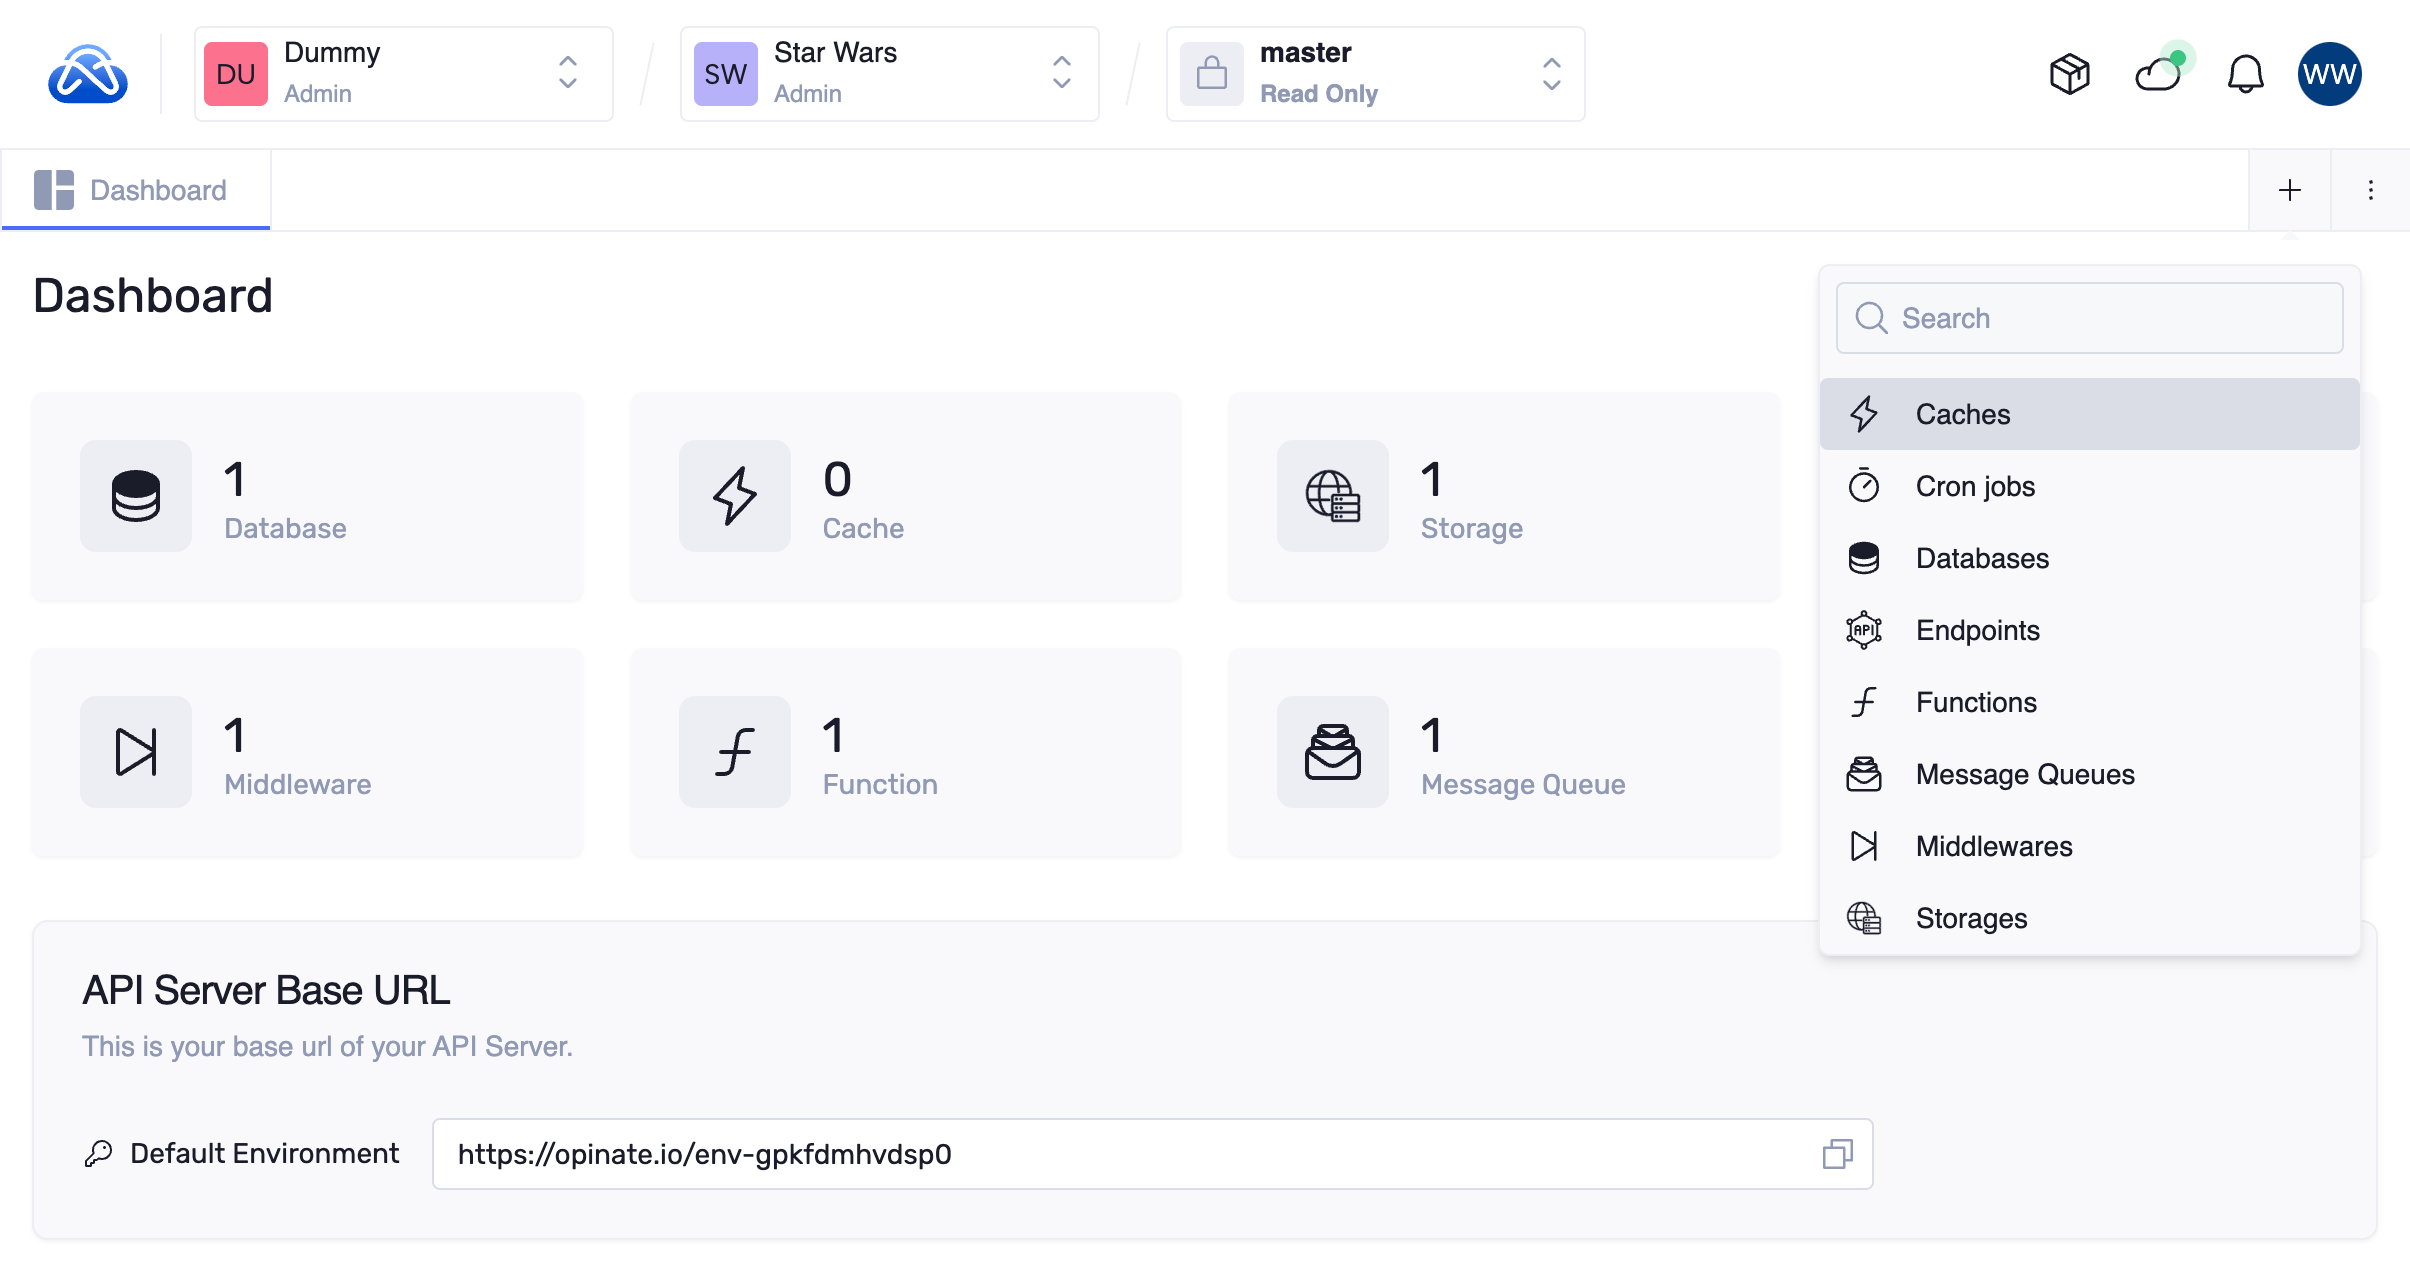 DU
Dummy
Admin
SW
Star Wars
Admin
master
Read Only
WW
Dashboard
Dashboard
Search
Caches
Cron jobs
Databases
Endpoints
Functions
Message Queues
Middlewares
Storages
1
Database
0
Cache
1
Storage
1
Middleware
1
Function
1
Message Queue
API
API Server Base URL
This is your base url of your API Server.
Default Environment
https://opinate.io/env-gpkfdmhvdsp0